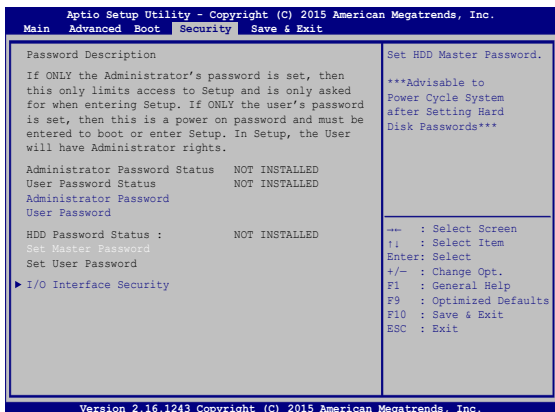 Aptio Setup Utility - Copyright (C) 2015 American Megatrends, Inc.
Main Advanced Boot Security Save & Exit
Password Description
If ONLY the Administrator's password is set, then
this only limits access to Setup and is only asked
for when entering Setup. If ONLY the user's password
is set, then this is a power on password and must be
entered to boot or enter Setup. In Setup, the User
will have Administrator rights.
Administrator Password Status NOT INSTALLED
User Password Status NOT INSTALLED
Administrator Password
User Password
HDD Password Status : NOT INSTALLED
Set Master Password
Set User Password
▶ I/O Interface Security
Set HDD Master Password.
***Advisable to
Power Cycle System
after Setting Hard
Disk Passwords***
→← : Select Screen
↑↓ : Select Item
Enter: Select
+/— : Change Opt.
F1 : General Help
F9 : Optimized Defaults
F10 : Save & Exit
ESC : Exit
Version 2.16.1243 Copyright (C) 2015 American Megatrends, Inc.